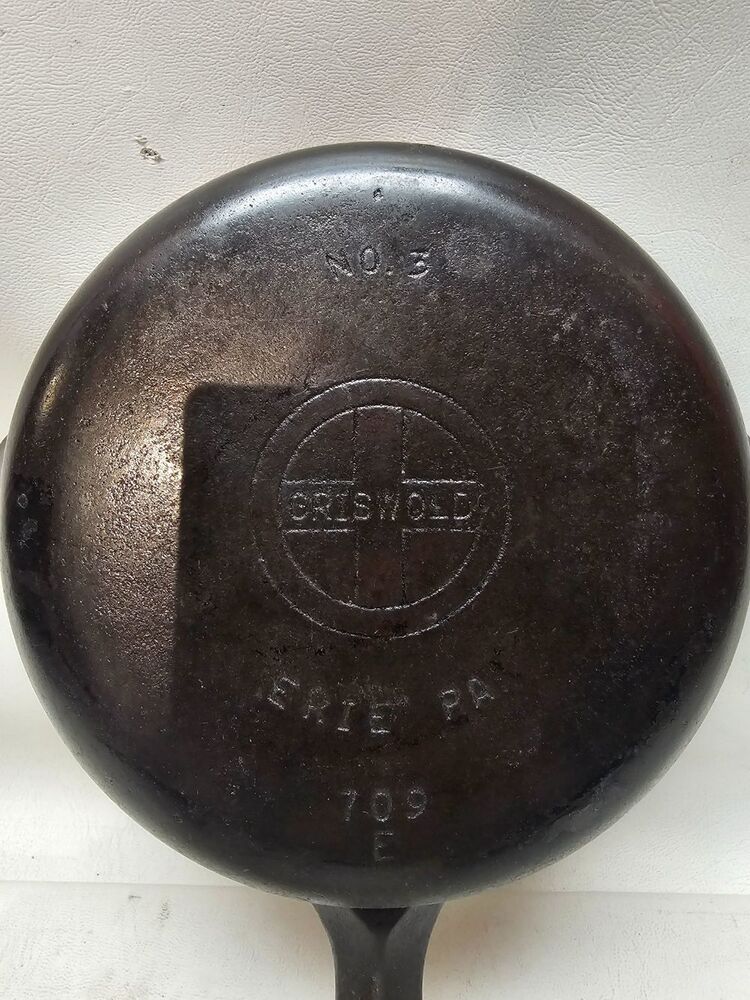 NO. 3
GRISWOLD
ERIE PA
709
E